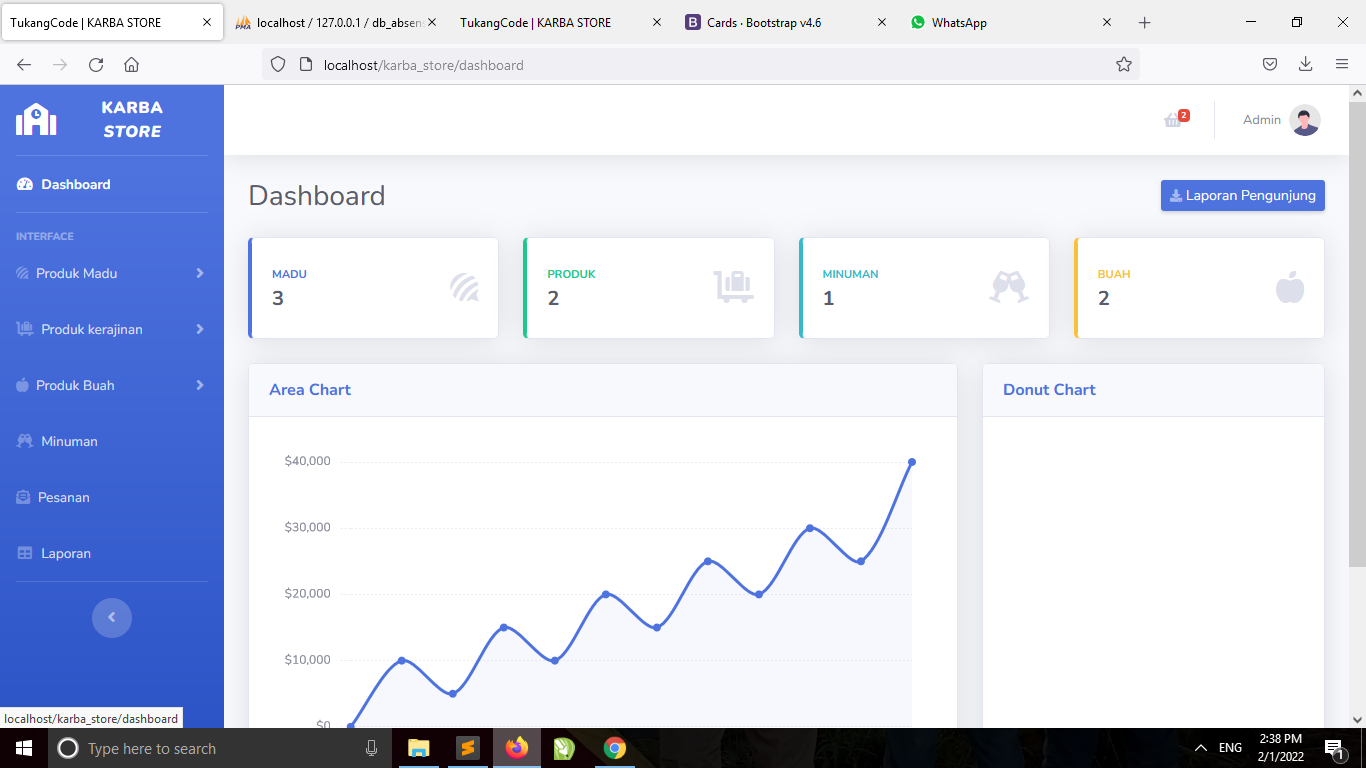 TukangCode | KARBA STORE
localhost / 127.0.0.1 / db_absen
TukangCode | KARBA STORE
Cards · Bootstrap v4.6
WhatsApp
localhost/karba_store/dashboard
KARBA
STORE
2
Admin
Dashboard
INTERFACE
Produk Madu
Produk kerajinan
Produk Buah
Minuman
Pesanan
Laporan
Dashboard
Laporan Pengunjung
MADU
3
PRODUK
2
MINUMAN
1
BUAH
2
Area Chart
$40,000
$30,000
$20,000
$10,000
$0
Donut Chart
localhost/karba_store/dashboard
Type here to search
ENG
2:38 PM
2/1/2022
1